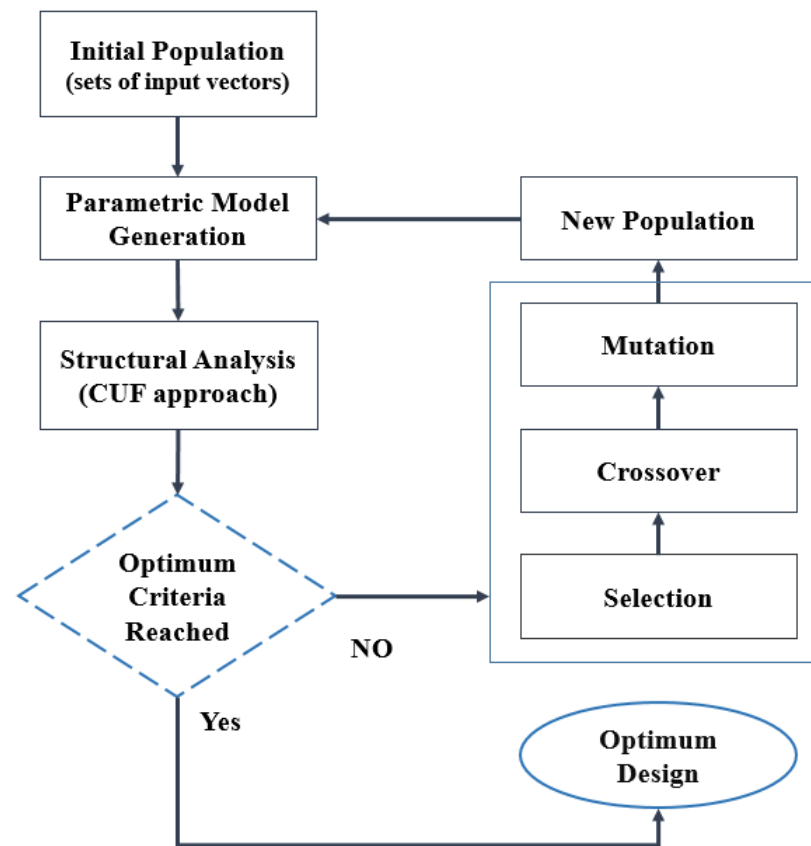 Initial Population
(sets of input vectors)
Parametric Model
Generation
New Population
Structural Analysis
(CUF approach)
Mutation
Crossover
Optimum
Criteria
Reached
Selection
NO
Yes
Optimum
Design